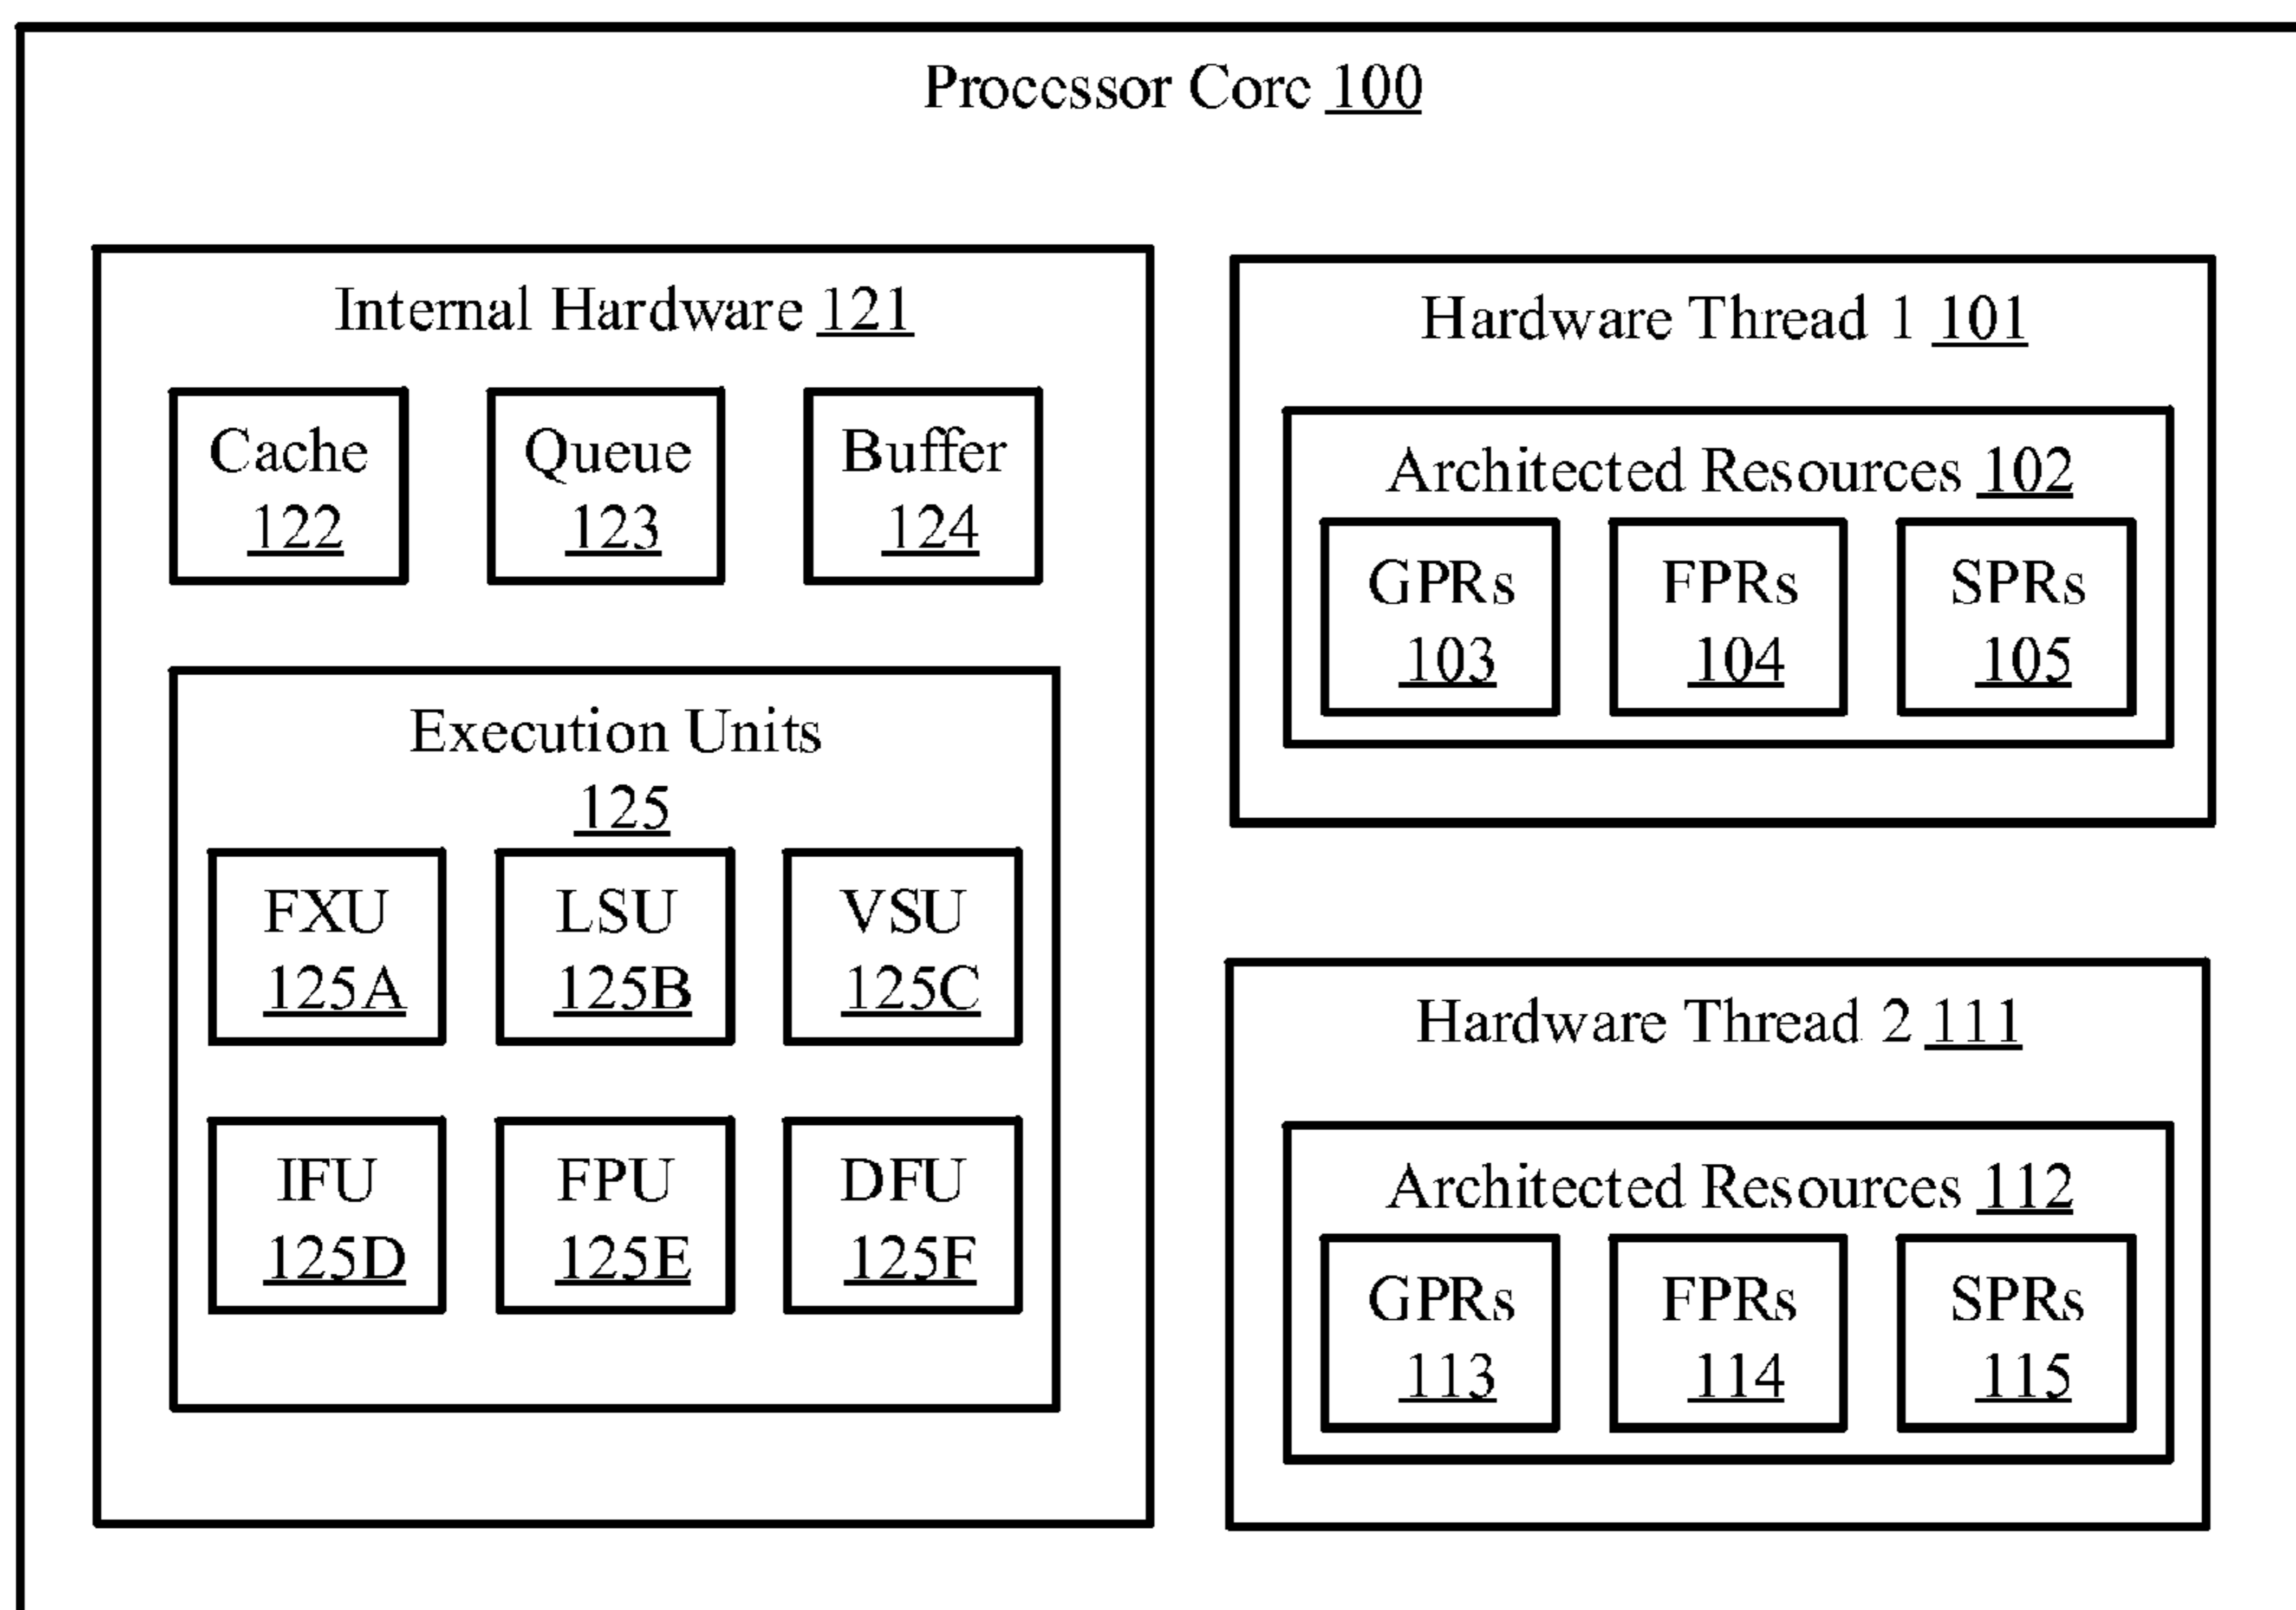 Processor Core 100
Internal Hardware 121
Cache
122
Queue
123
Buffer
124
Execution Units
125
FXU
125A
LSU
125B
VSU
125C
IFU
125D
FPU
125E
DFU
125F
Hardware Thread 1 101
Architected Resources 102
GPRs
103
FPRs
104
SPRs
105
Hardware Thread 2 111
Architected Resources 112
GPRs
113
FPRs
114
SPRs
115